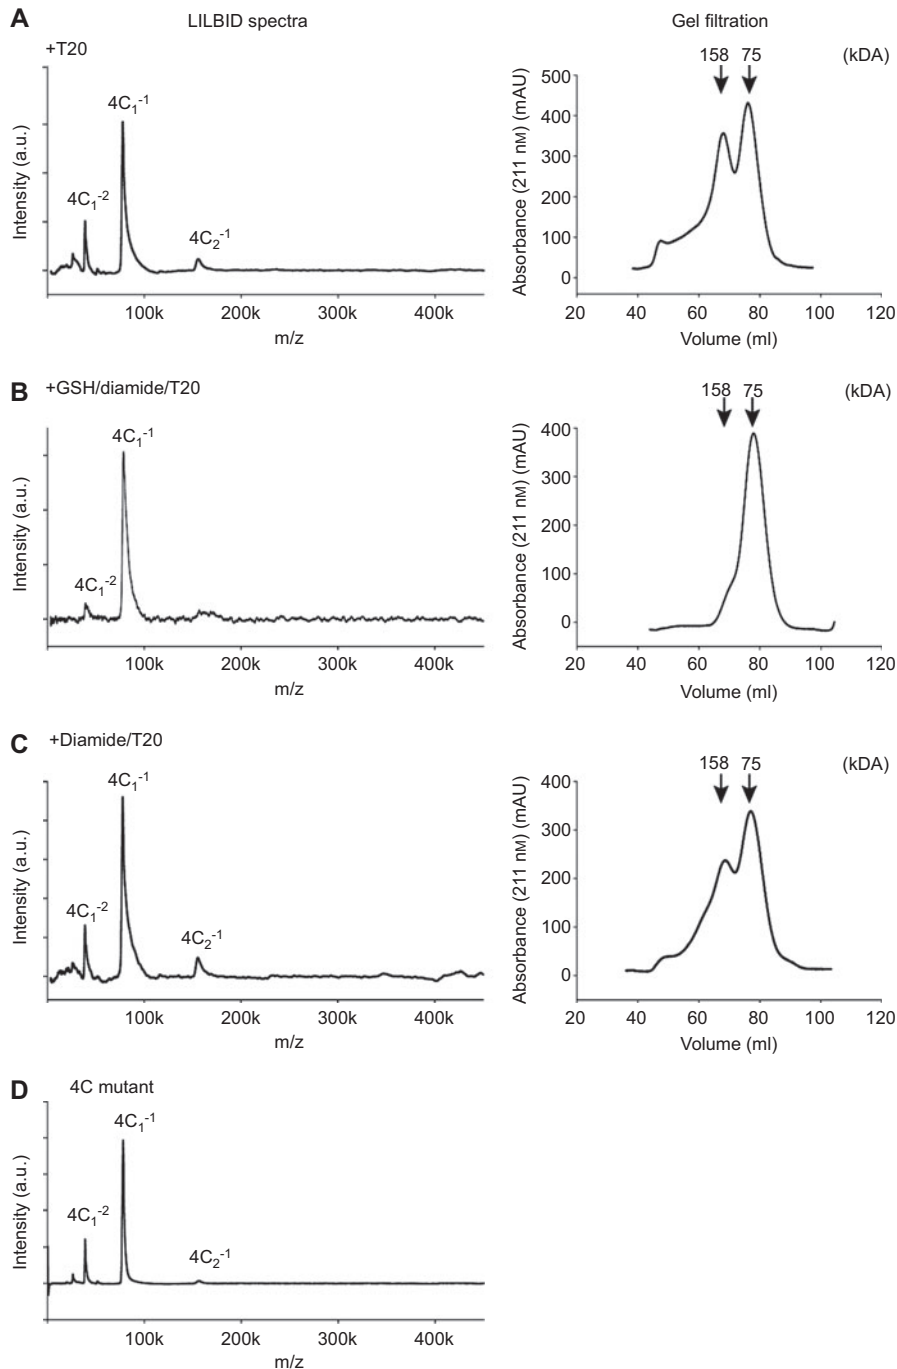 A
LILBID spectra
Gel filtration
+T20
4C₁⁻¹
4C₁⁻²
4C₂⁻¹
Intensity (a.u.)
100k 200k 300k 400k
m/z
158 75 (kDA)
Absorbance (211 nM) (mAU)
500
400
300
200
100
0
20 40 60 80 100 120
Volume (ml)
B
+GSH/diamide/T20
4C₁⁻¹
4C₁⁻²
Intensity (a.u.)
100k 200k 300k 400k
m/z
158 75 (kDA)
Absorbance (211 nM) (mAU)
400
300
200
100
0
20 40 60 80 100 120
Volume (ml)
C
+Diamide/T20
4C₁⁻¹
4C₁⁻²
4C₂⁻¹
Intensity (a.u.)
100k 200k 300k 400k
m/z
158 75 (kDA)
Absorbance (211 nM) (mAU)
400
300
200
100
0
20 40 60 80 100 120
Volume (ml)
D
4C mutant
4C₁⁻¹
4C₁⁻²
4C₂⁻¹
Intensity (a.u.)
100k 200k 300k 400k
m/z